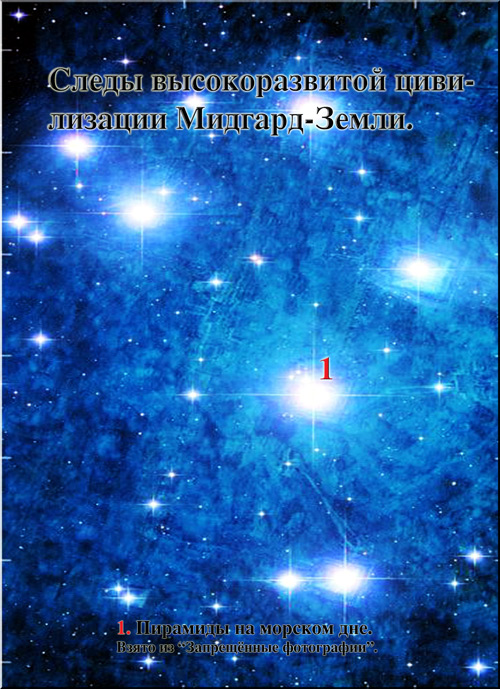 Следы высокоразвитой циви-
лизации Мидгард-Земли.
1
1. Пирамиды на морском дне.
Взято из “Запрещённые фотографии”.